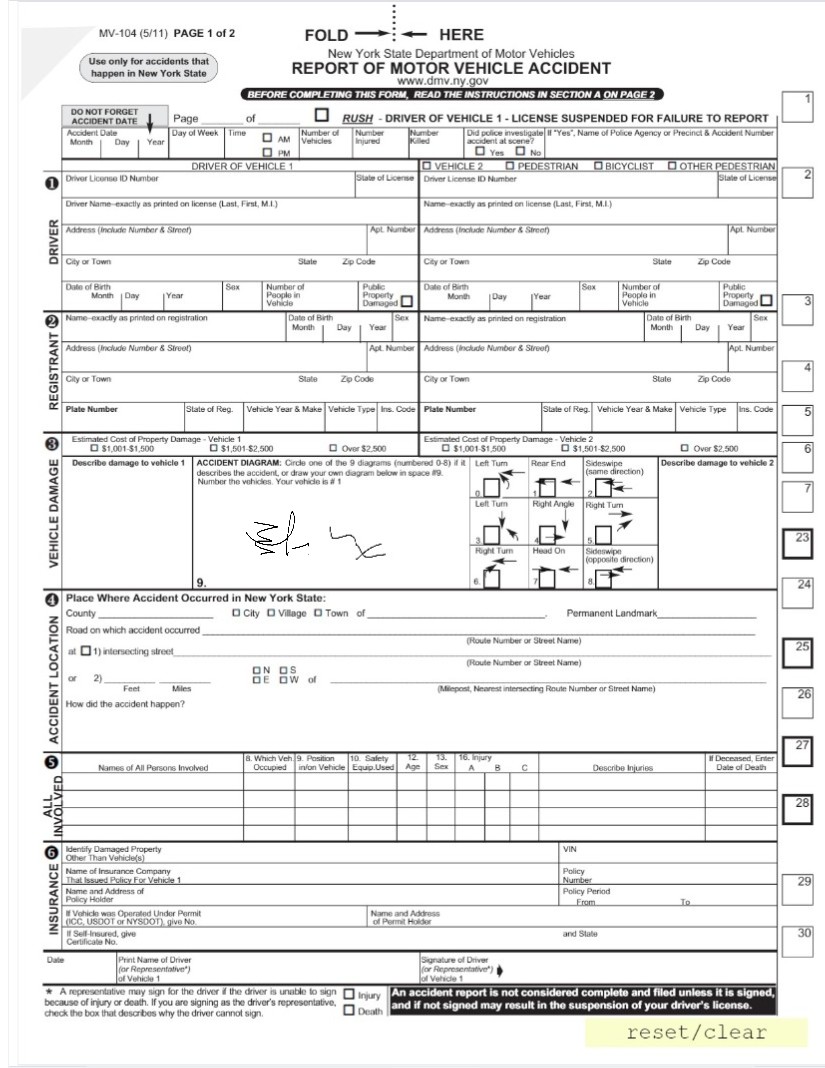 MV-104 (5/11) PAGE 1 of 2
FOLD HERE
Use only for accidents that
happen in New York State
New York State Department of Motor Vehicles
REPORT OF MOTOR VEHICLE ACCIDENT
www.dmv.ny.gov
BEFORE COMPLETING THIS FORM, READ THE INSTRUCTIONS IN SECTION A ON PAGE 2
1
DO NOT FORGET
ACCIDENT DATE
Page ______ of ______ RUSH - DRIVER OF VEHICLE 1 - LICENSE SUSPENDED FOR FAILURE TO REPORT
Accident Date
Month Day Year
Day of Week
Time
AM
PM
Number of
Vehicles
Number
Injured
Number
Killed
Did police investigate
accident at scene?
Yes No
If "Yes", Name of Police Agency or Precinct & Accident Number
DRIVER OF VEHICLE 1
VEHICLE 2 PEDESTRIAN BICYCLIST OTHER PEDESTRIAN
2
1
DRIVER
Driver License ID Number State of License
Driver Name–exactly as printed on license (Last, First, M.I.)
Address (Include Number & Street) Apt. Number
City or Town State Zip Code
Date of Birth
Month Day Year
Sex
Number of
People in
Vehicle
Public
Property
Damaged
Driver License ID Number State of License
Driver Name–exactly as printed on license (Last, First, M.I.)
Address (Include Number & Street) Apt. Number
City or Town State Zip Code
Date of Birth
Month Day Year
Sex
Number of
People in
Vehicle
Public
Property
Damaged
3
2
REGISTRANT
Name–exactly as printed on registration
Date of Birth
Month Day Year
Sex
Address (Include Number & Street) Apt. Number
City or Town State Zip Code
Plate Number State of Reg. Vehicle Year & Make Vehicle Type Ins. Code
Name–exactly as printed on registration
Date of Birth
Month Day Year
Sex
Address (Include Number & Street) Apt. Number
City or Town State Zip Code
Plate Number State of Reg. Vehicle Year & Make Vehicle Type Ins. Code
4
5
3
VEHICLE DAMAGE
Estimated Cost of Property Damage - Vehicle 1
$1,001-$1,500 $1,501-$2,500 Over $2,500
Estimated Cost of Property Damage - Vehicle 2
$1,001-$1,500 $1,501-$2,500 Over $2,500
6
Describe damage to vehicle 1
ACCIDENT DIAGRAM: Circle one of the 9 diagrams (numbered 0-8) if it
describes the accident, or draw your own diagram below in space #9.
Number the vehicles. Your vehicle is # 1
9.
Left Turn
0.
Rear End
1.
Sideswipe
(same direction)
2.
Left Turn
3.
Right Angle
4.
Right Turn
5.
Right Turn
6.
Head On
7.
Sideswipe
(opposite direction)
8.
Describe damage to vehicle 2
7
23
24
4
ACCIDENT LOCATION
Place Where Accident Occurred in New York State:
County City Village Town of Permanent Landmark
Road on which accident occurred
(Route Number or Street Name)
at 1) intersecting street
(Route Number or Street Name)
or 2)
Feet Miles
N S
E W of
(Milepost, Nearest intersecting Route Number or Street Name)
How did the accident happen?
25
26
27
5
ALL INVOLVED
Names of All Persons Involved
8. Which Veh.
Occupied
9. Position
in/on Vehicle
10. Safety
Equip.Used
12.
Age
13.
Sex
16. Injury
A B C
Describe Injuries
If Deceased, Enter
Date of Death
28
6
INSURANCE
Identify Damaged Property
Other Than Vehicle(s)
VIN
Name of Insurance Company
That Issued Policy For Vehicle 1
Policy
Number
29
Name and Address of
Policy Holder
Policy Period
From To
If Vehicle was Operated Under Permit
(ICC, USDOT or NYSDOT), give No.
Name and Address
of Permit Holder
If Self-Insured, give
Certificate No.
and State
30
Date
Print Name of Driver
(or Representative*)
of Vehicle 1
Signature of Driver
(or Representative*)
of Vehicle 1
* A representative may sign for the driver if the driver is unable to sign
because of injury or death. If you are signing as the driver's representative,
check the box that describes why the driver cannot sign.
Injury
Death
An accident report is not considered complete and filed unless it is signed,
and if not signed may result in the suspension of your driver's license.
reset/clear